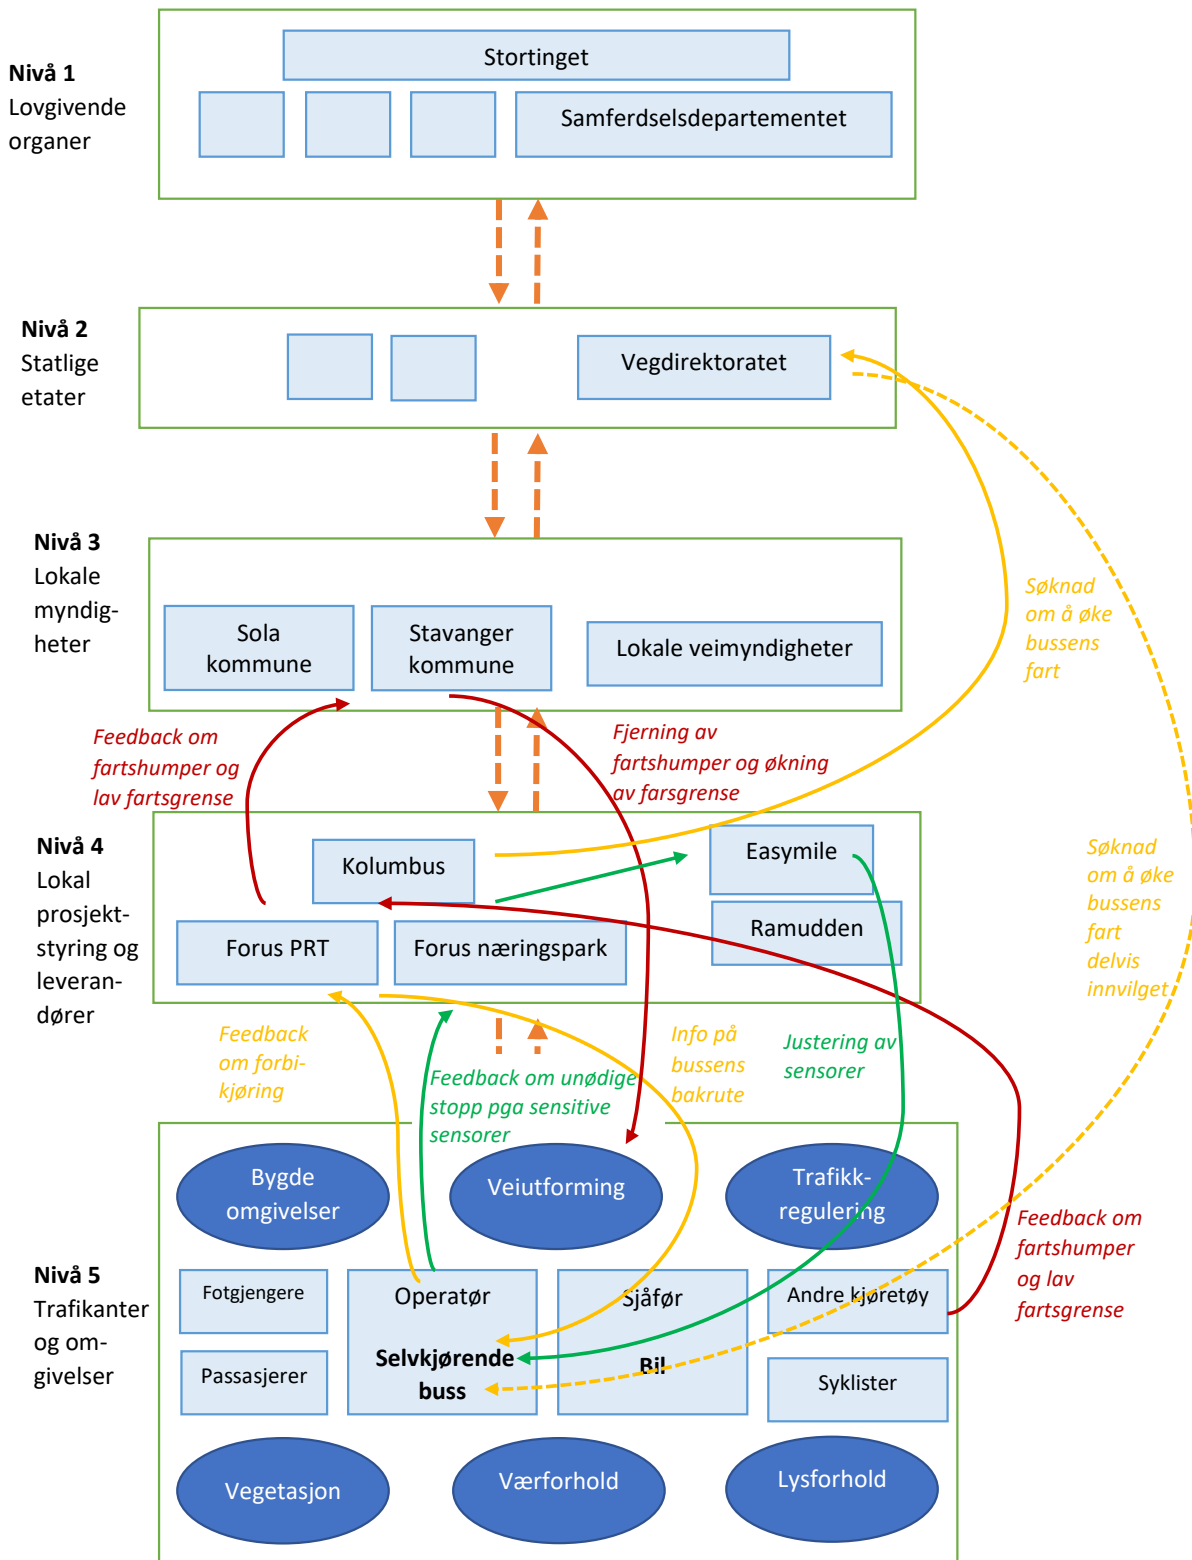 Nivå 1
Lovgivende
organer
Stortinget
Samferdselsdepartementet
Nivå 2
Statlige
etater
Vegdirektoratet
Nivå 3
Lokale
myndig-
heter
Sola
kommune
Stavanger
kommune
Lokale veimyndigheter
Søknad
om å øke
bussens
fart
Feedback om
fartshumper og
lav fartsgrense
Fjerning av
fartshumper og økning
av farsgrense
Nivå 4
Lokal
prosjekt-
styring og
leveran-
dører
Kolumbus
Easymile
Forus PRT
Forus næringspark
Ramudden
Søknad
om å øke
bussens
fart
delvis
innvilget
Feedback
om forbi-
kjøring
Feedback om unødige
stopp pga sensitive
sensorer
Info på
bussens
bakrute
Justering av
sensorer
Nivå 5
Trafikanter
og om-
givelser
Bygde
omgivelser
Veiutforming
Trafikk-
regulering
Fotgjengere
Operatør
Selvkjørende
buss
Sjåfør
Bil
Andre kjøretøy
Passasjerer
Syklister
Feedback om
fartshumper
og lav
fartsgrense
Vegetasjon
Værforhold
Lysforhold